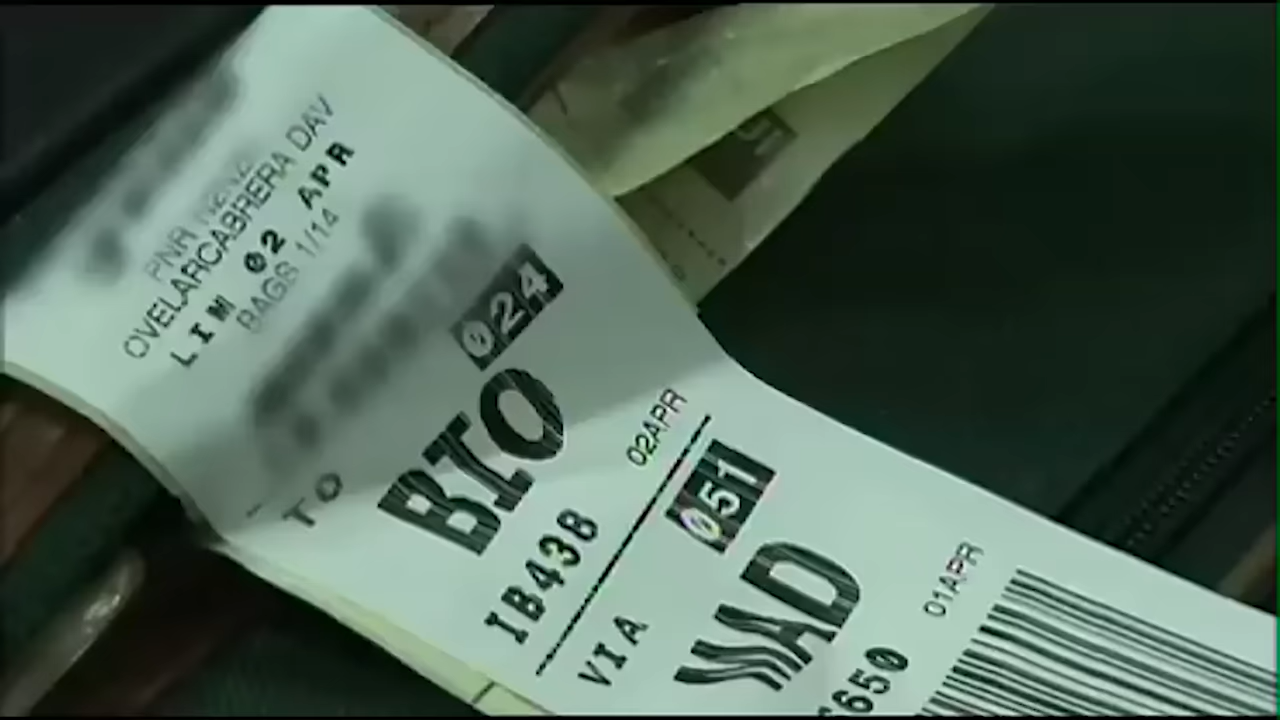 PNR
OVELARCABRERA DAV
LIM 02 APR
BAGS 1/14
024
TO BIO
IB438 02APR
051
VIA MAD
650 01APR